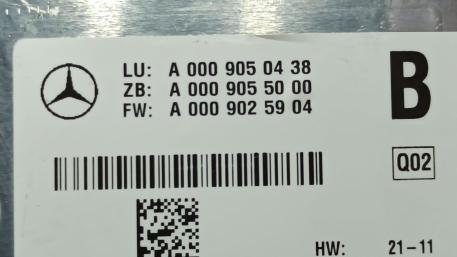 LU: A 000 905 04 38
ZB: A 000 905 50 00
FW: A 000 902 59 04
B
Q02
HW: 21-11